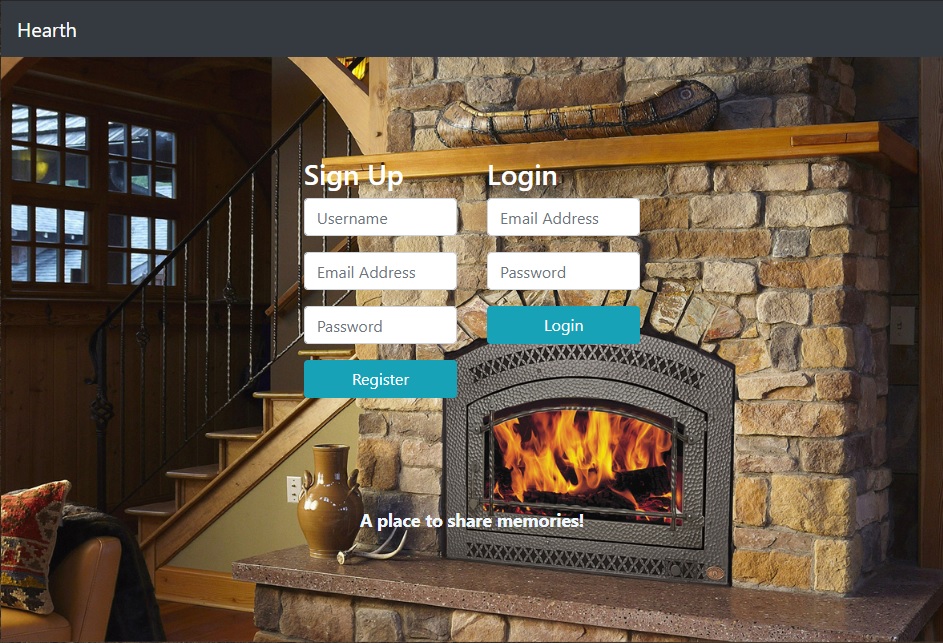 Hearth
Sign Up
Username
Email Address
Password
Register
Login
Email Address
Password
Login
A place to share memories!